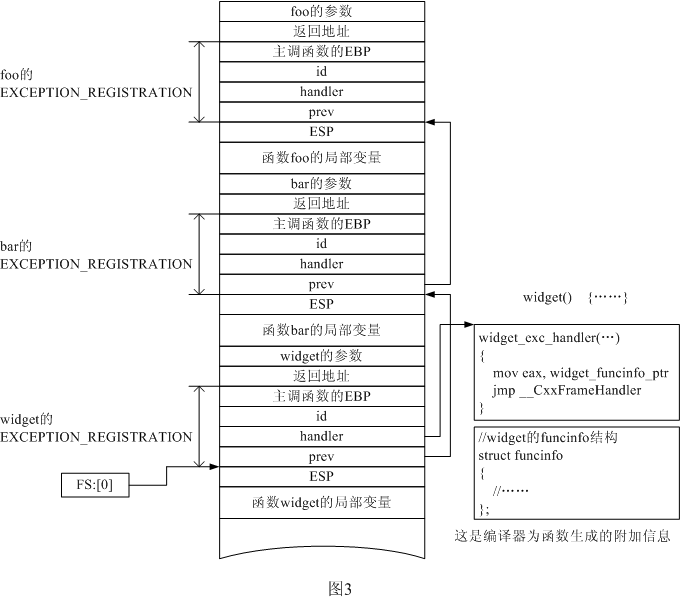 foo的参数
返回地址
主调函数的EBP
id
handler
prev
ESP
函数foo的局部变量
foo的
EXCEPTION_REGISTRATION
bar的参数
返回地址
主调函数的EBP
id
handler
prev
ESP
函数bar的局部变量
bar的
EXCEPTION_REGISTRATION
widget的参数
返回地址
主调函数的EBP
id
handler
prev
ESP
函数widget的局部变量
widget的
EXCEPTION_REGISTRATION
FS:[0]
widget() {……}
widget_exc_handler(…)
{
mov eax, widget_funcinfo_ptr
jmp __CxxFrameHandler
}
//widget的funcinfo结构
struct funcinfo
{
//……
};
这是编译器为函数生成的附加信息
图3